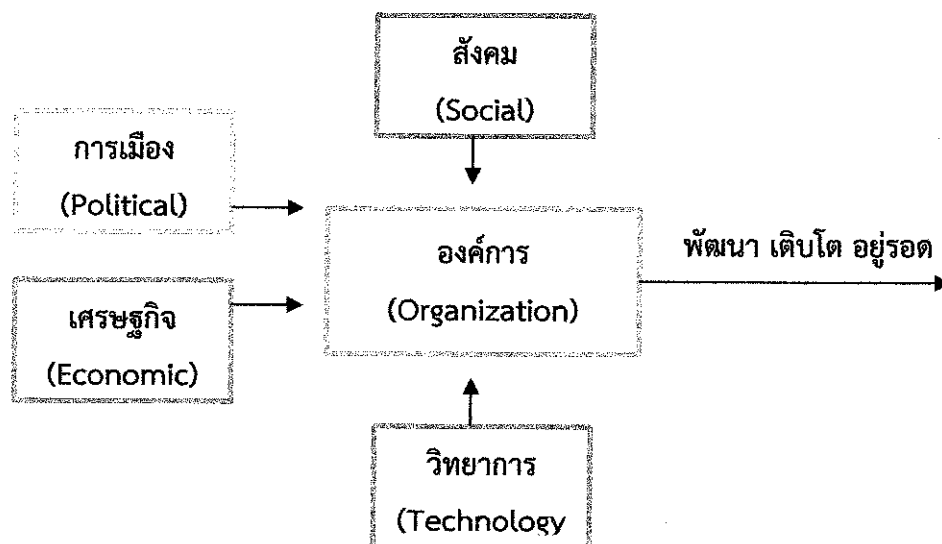 สังคม
(Social)
การเมือง
(Political)
องค์การ
(Organization)
พัฒนา เติบโต อยู่รอด
เศรษฐกิจ
(Economic)
วิทยาการ
(Technology